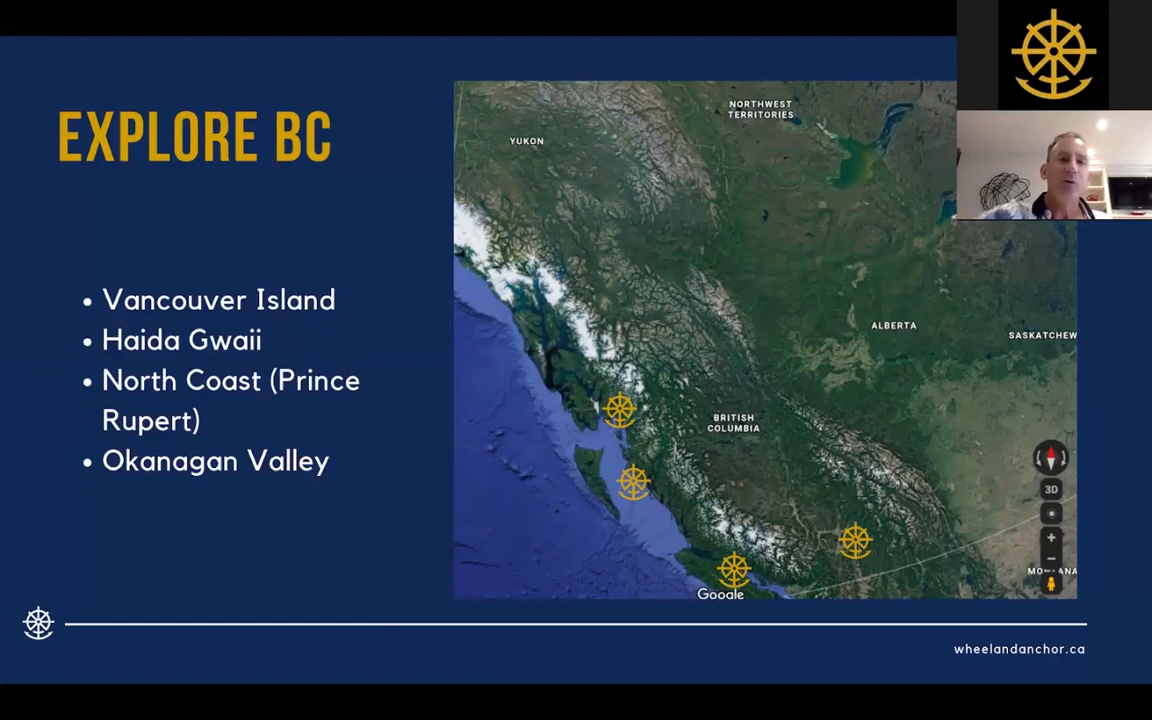 EXPLORE BC
Vancouver Island
Haida Gwaii
North Coast (Prince
Rupert)
Okanagan Valley
NORTHWEST
TERRITORIES
YUKON
ALBERTA
SASKATCHEW
BRITISH
COLUMBIA
3D
+
−
Google
wheelandanchor.ca